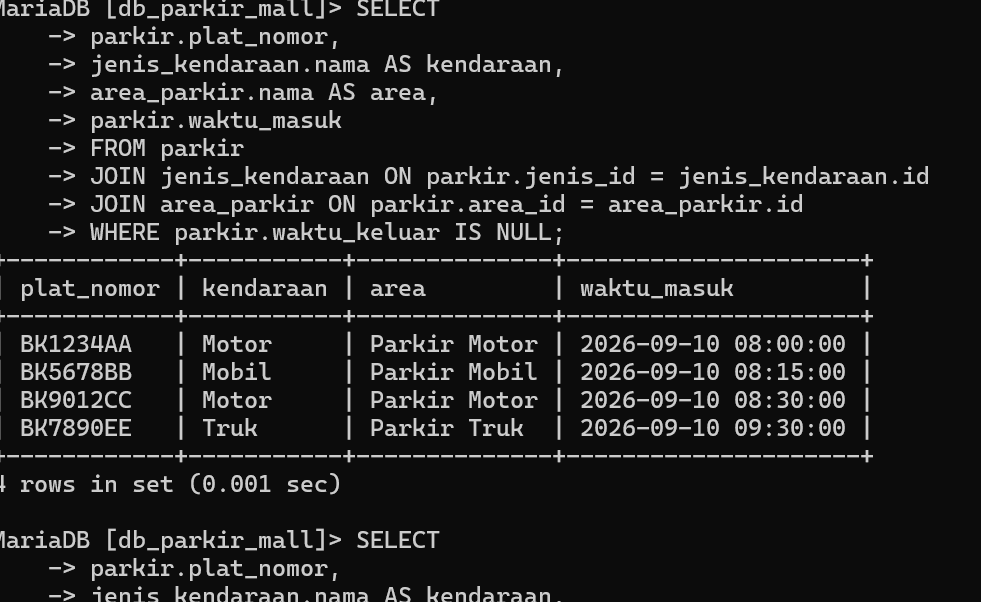 MariaDB [db_parkir_mall]> SELECT
    -> parkir.plat_nomor,
    -> jenis_kendaraan.nama AS kendaraan,
    -> area_parkir.nama AS area,
    -> parkir.waktu_masuk
    -> FROM parkir
    -> JOIN jenis_kendaraan ON parkir.jenis_id = jenis_kendaraan.id
    -> JOIN area_parkir ON parkir.area_id = area_parkir.id
    -> WHERE parkir.waktu_keluar IS NULL;
+------------+-----------+--------------+---------------------+
| plat_nomor | kendaraan | area         | waktu_masuk         |
+------------+-----------+--------------+---------------------+
| BK1234AA   | Motor     | Parkir Motor | 2026-09-10 08:00:00 |
| BK5678BB   | Mobil     | Parkir Mobil | 2026-09-10 08:15:00 |
| BK9012CC   | Motor     | Parkir Motor | 2026-09-10 08:30:00 |
| BK7890EE   | Truk      | Parkir Truk  | 2026-09-10 09:30:00 |
+------------+-----------+--------------+---------------------+
4 rows in set (0.001 sec)

MariaDB [db_parkir_mall]> SELECT
    -> parkir.plat_nomor,
    -> jenis_kendaraan.nama AS kendaraan,